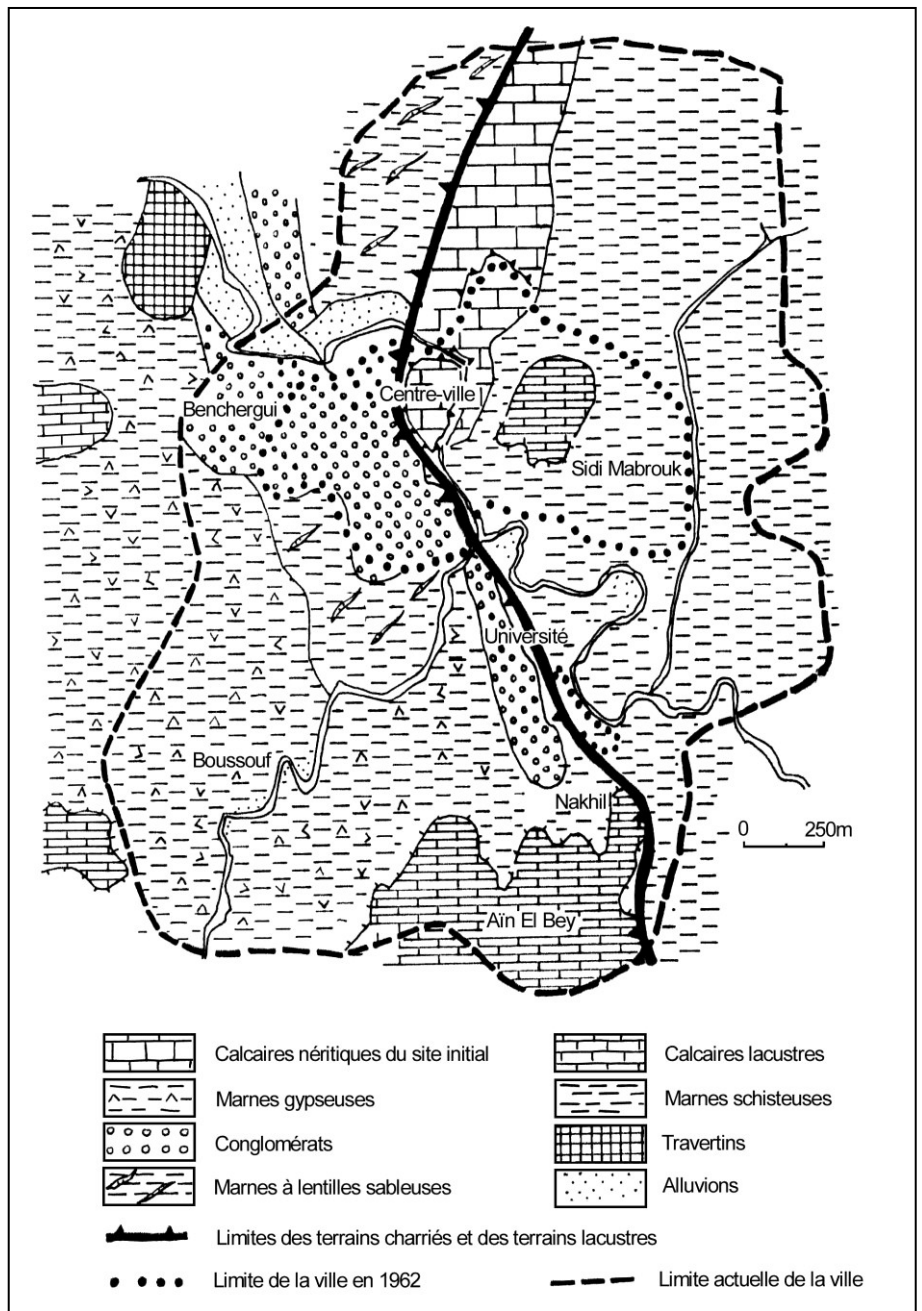 Centre-ville
Benchergui
Sidi Mabrouk
Université
Boussouf
Nakhil
0 250m
Aïn El Bey
Calcaires néritiques du site initial
Calcaires lacustres
Marnes gypseuses
Marnes schisteuses
Conglomérats
Travertins
Marnes à lentilles sableuses
Alluvions
Limites des terrains charriés et des terrains lacustres
Limite de la ville en 1962
Limite actuelle de la ville